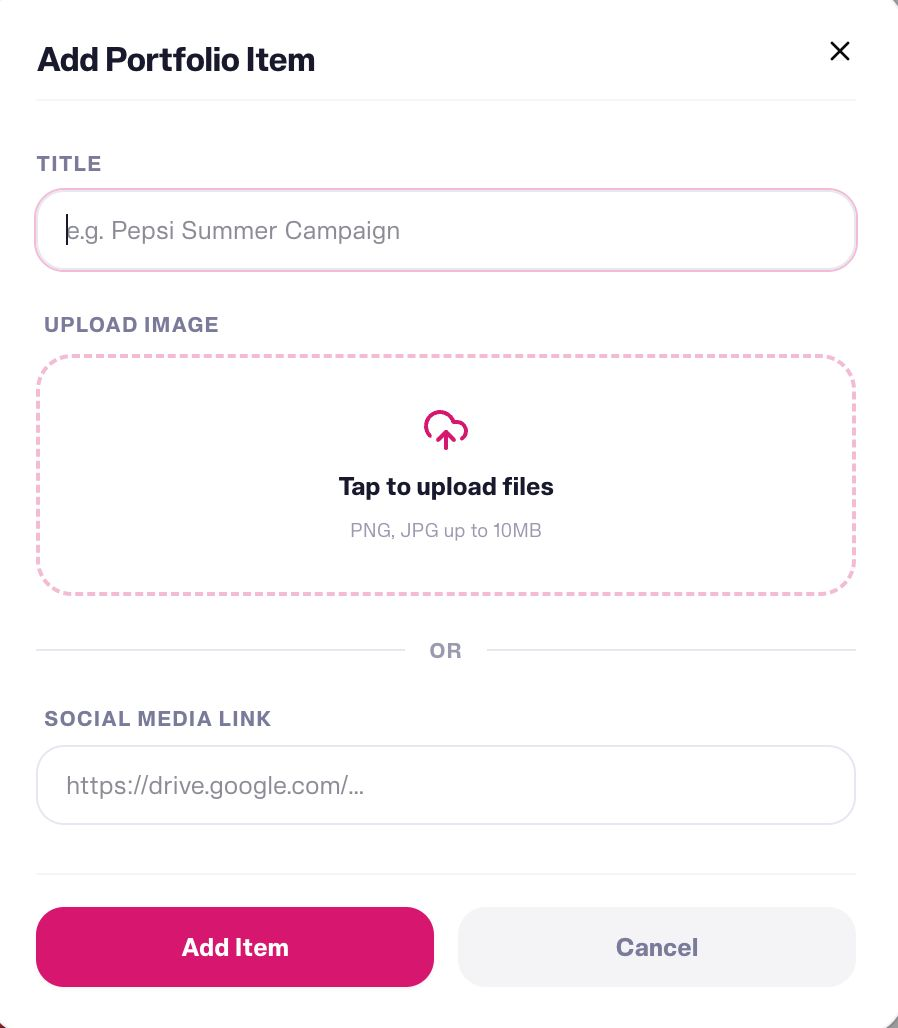 Add Portfolio Item
TITLE
e.g. Pepsi Summer Campaign
UPLOAD IMAGE
Tap to upload files
PNG, JPG up to 10MB
OR
SOCIAL MEDIA LINK
https://drive.google.com/...
Add Item
Cancel